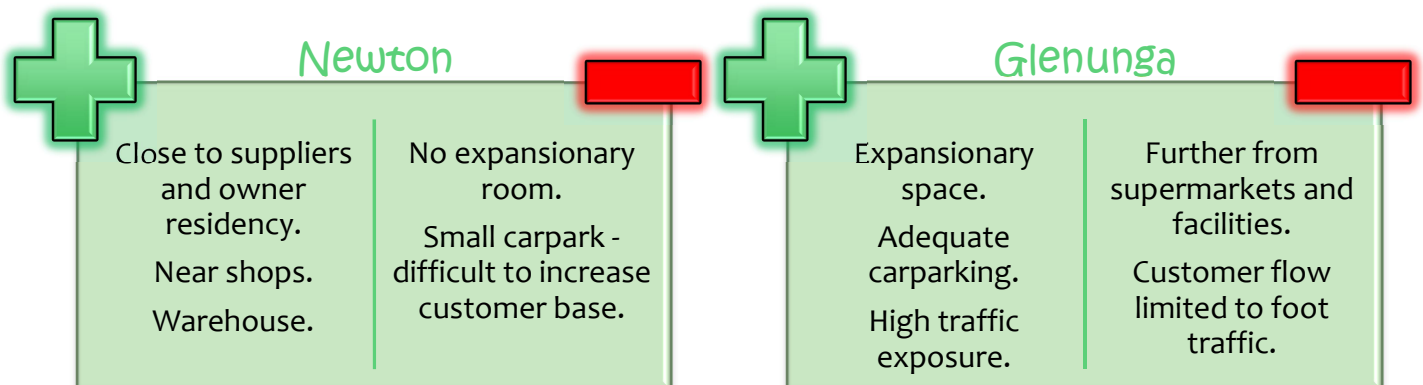 Newton
Close to suppliers
and owner
residency.
Near shops.
Warehouse.
No expansionary
room.
Small carpark -
difficult to increase
customer base.
Glenunga
Expansionary
space.
Adequate
carparking.
High traffic
exposure.
Further from
supermarkets and
facilities.
Customer flow
limited to foot
traffic.